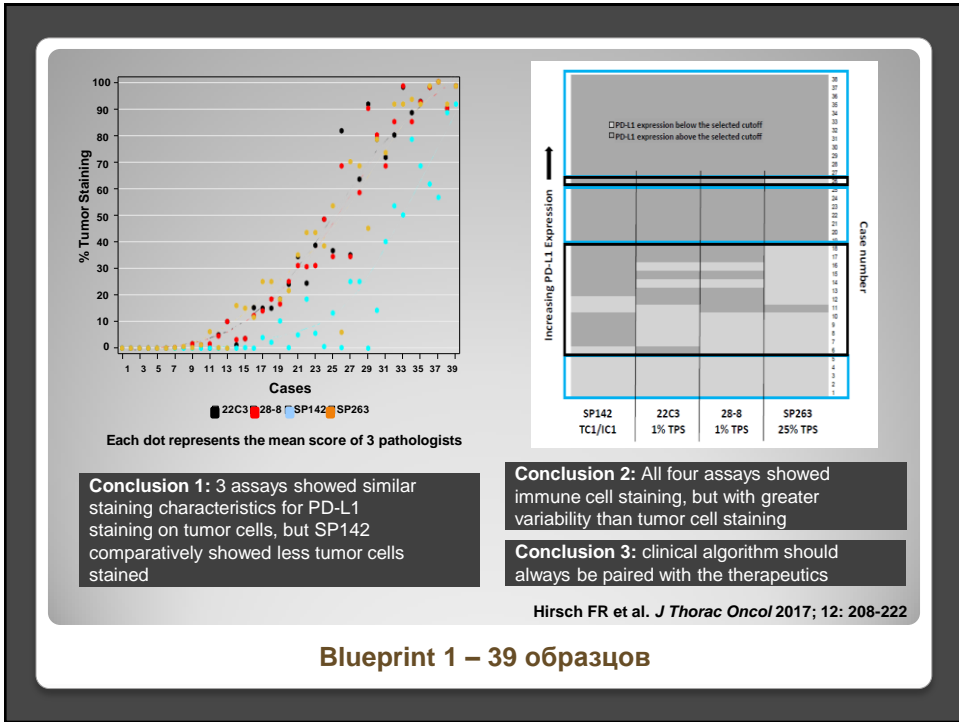 100
90
80
70
60
50
40
30
20
10
0
% Tumor Staining
1 3 5 7 9 11 13 15 17 19 21 23 25 27 29 31 33 35 37 39
Cases
22C3 28-8 SP142 SP263
Each dot represents the mean score of 3 pathologists
PD-L1 expression below the selected cutoff
PD-L1 expression above the selected cutoff
Increasing PD-L1 Expression
Case number
SP142 22C3 28-8 SP263
TC1/IC1 1% TPS 1% TPS 25% TPS
Conclusion 1: 3 assays showed similar
staining characteristics for PD-L1
staining on tumor cells, but SP142
comparatively showed less tumor cells
stained
Conclusion 2: All four assays showed
immune cell staining, but with greater
variability than tumor cell staining
Conclusion 3: clinical algorithm should
always be paired with the therapeutics
Hirsch FR et al. J Thorac Oncol 2017; 12: 208-222
Blueprint 1 – 39 образцов